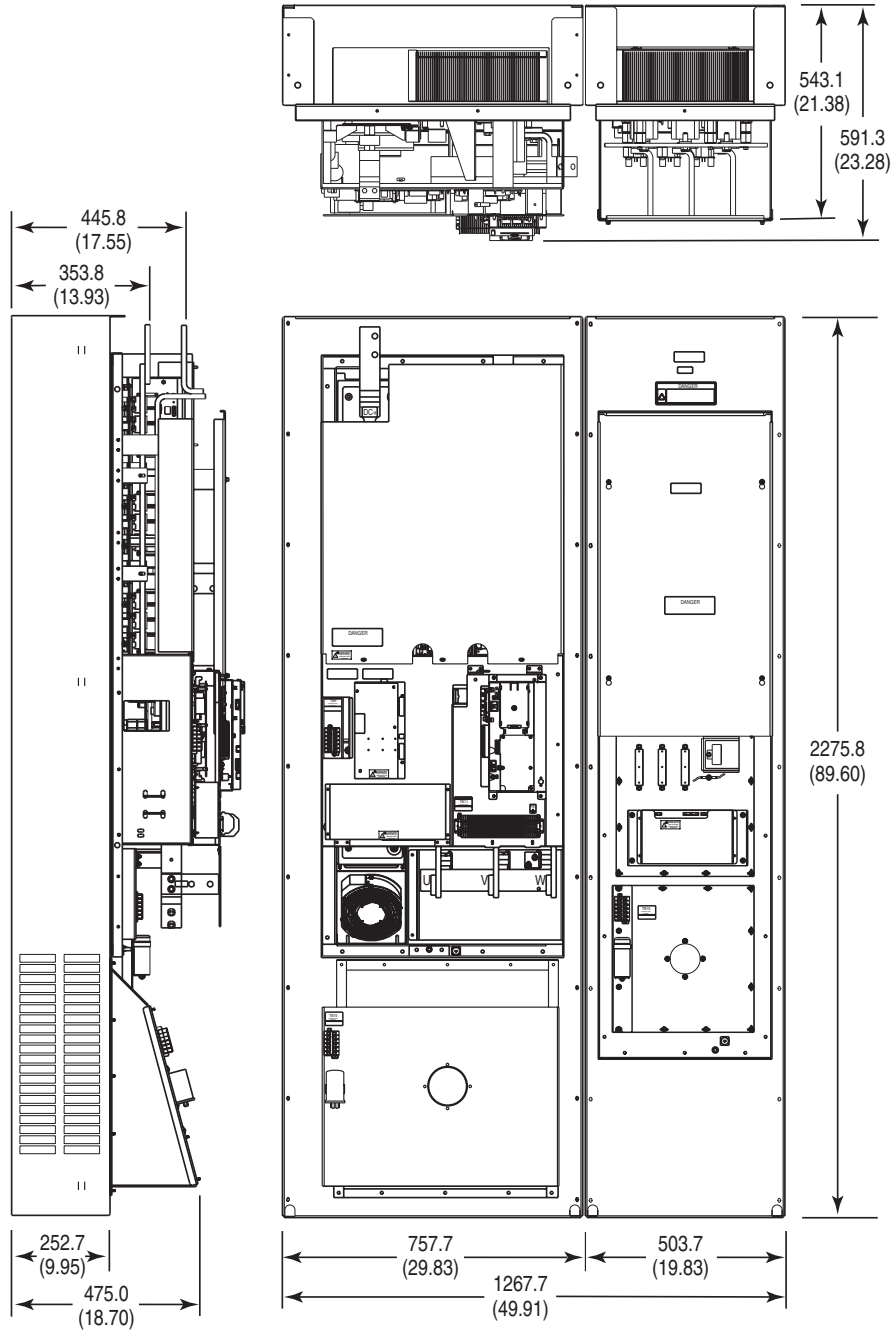 543.1
(21.38)
591.3
(23.28)
445.8
(17.55)
353.8
(13.93)
DC+
DANGER
DANGER
DANGER
2275.8
(89.60)
U
V
W
252.7
(9.95)
475.0
(18.70)
757.7
(29.83)
503.7
(19.83)
1267.7
(49.91)